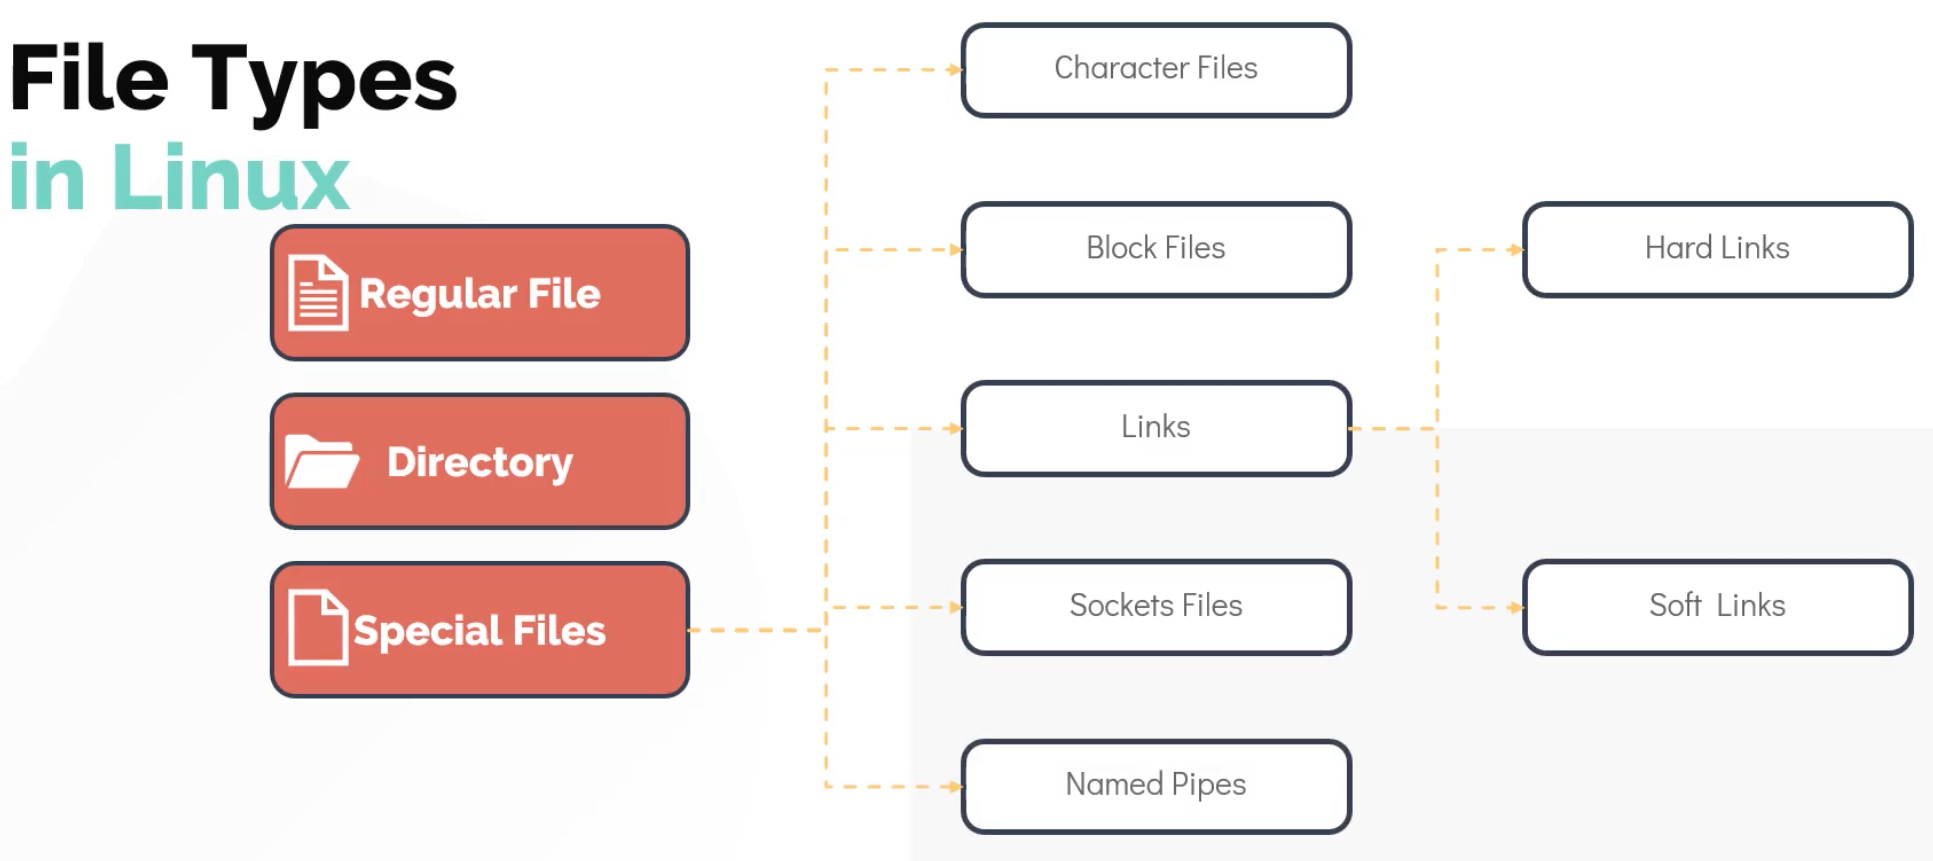 File Types
in Linux
Regular File
Directory
Special Files
Character Files
Block Files
Links
Sockets Files
Named Pipes
Hard Links
Soft Links